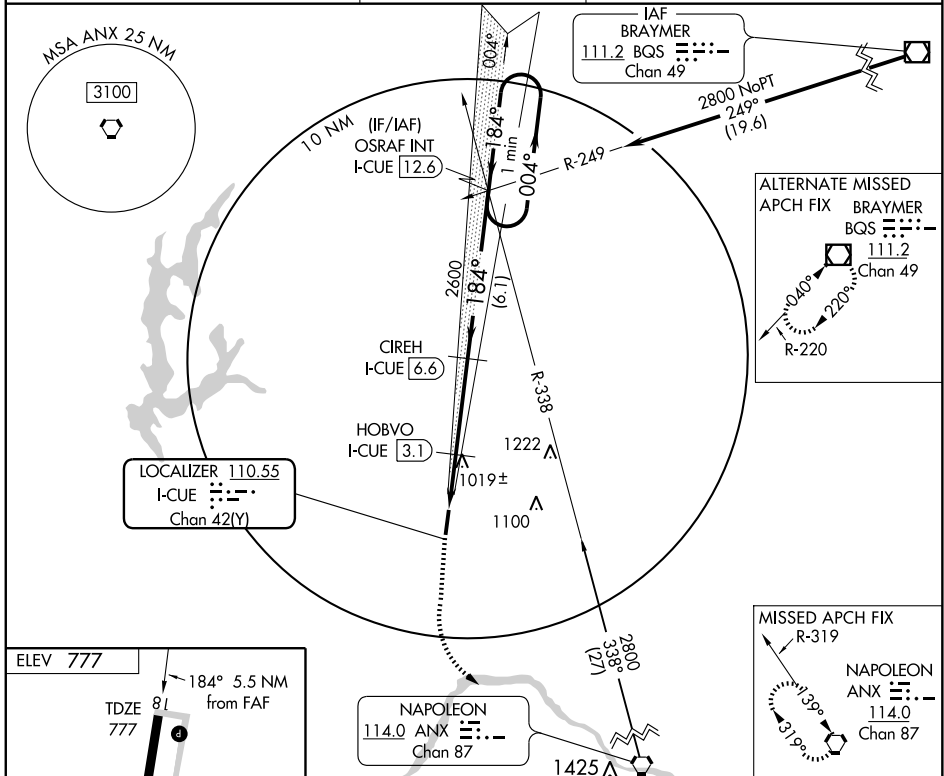 MSA ANX 25 NM
3100
10 NM
(IF/IAF)
OSRAF INT
I-CUE 12.6
004°
184°
1 min
004°
IAF
BRAYMER
111.2 BQS
Chan 49
2800 NoPT
249°
(19.6)
R-249
ALTERNATE MISSED
APCH FIX
BRAYMER
BQS
111.2
Chan 49
040°
220°
R-220
2600
184°
(6.1)
CIREH
I-CUE 6.6
R-338
HOBVO
I-CUE 3.1
1222
1019±
1100
LOCALIZER 110.55
I-CUE
Chan 42(Y)
2800
338°
(27)
MISSED APCH FIX
R-319
NAPOLEON
ANX
114.0
Chan 87
139°
319°
ELEV 777
184° 5.5 NM
from FAF
TDZE
777
18
P
NAPOLEON
114.0 ANX
Chan 87
1425